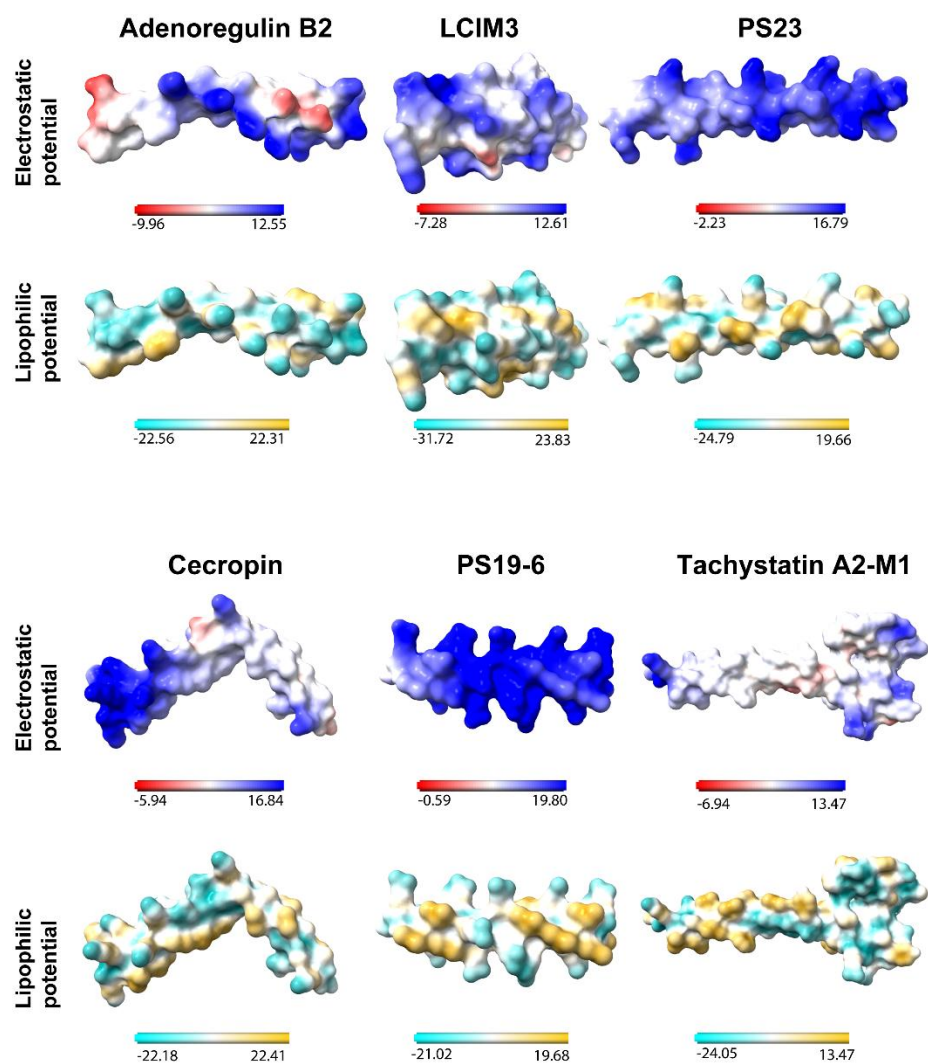 Adenoregulin B2
LCIM3
PS23
Electrostatic
potential
-9.96
12.55
-7.28
12.61
-2.23
16.79
Lipophilic
potential
-22.56
22.31
-31.72
23.83
-24.79
19.66
Cecropin
PS19-6
Tachystatin A2-M1
Electrostatic
potential
-5.94
16.84
-0.59
19.80
-6.94
13.47
Lipophilic
potential
-22.18
22.41
-21.02
19.68
-24.05
13.47